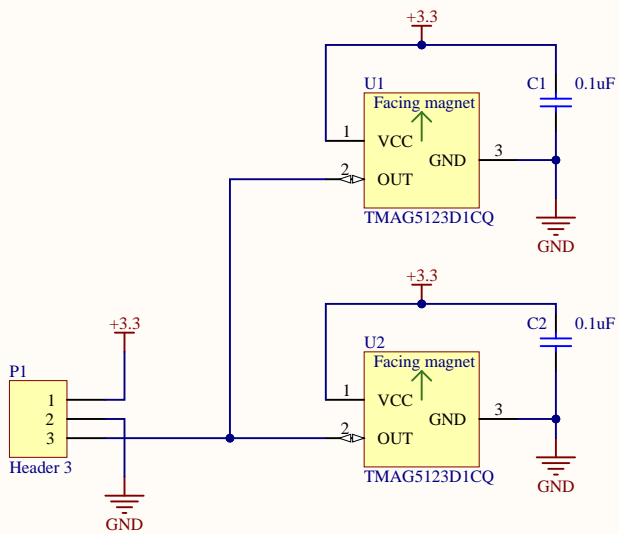 +3.3
U1
Facing magnet
C1 0.1uF
1 VCC
GND 3
2 OUT
TMAG5123D1CQ
GND
+3.3
+3.3
C2 0.1uF
U2
Facing magnet
P1
1
2
3
Header 3
1 VCC
GND 3
2 OUT
TMAG5123D1CQ
GND
GND